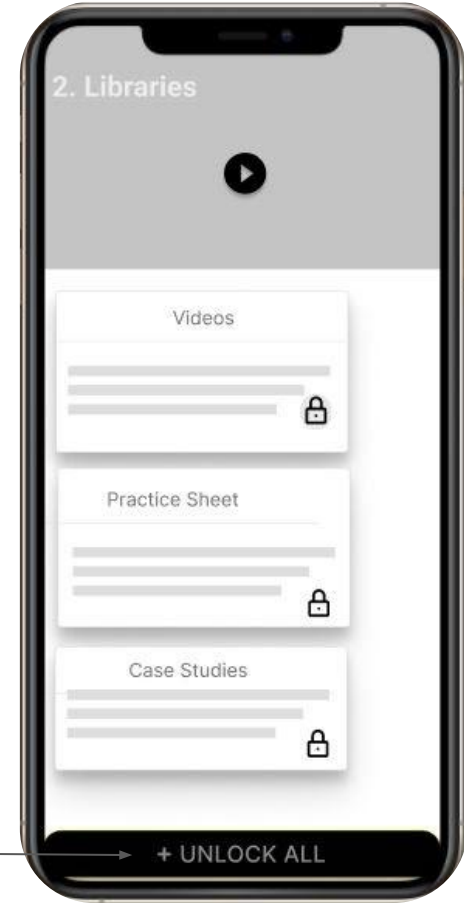 2. Libraries
Videos
Practice Sheet
Case Studies
+ UNLOCK ALL